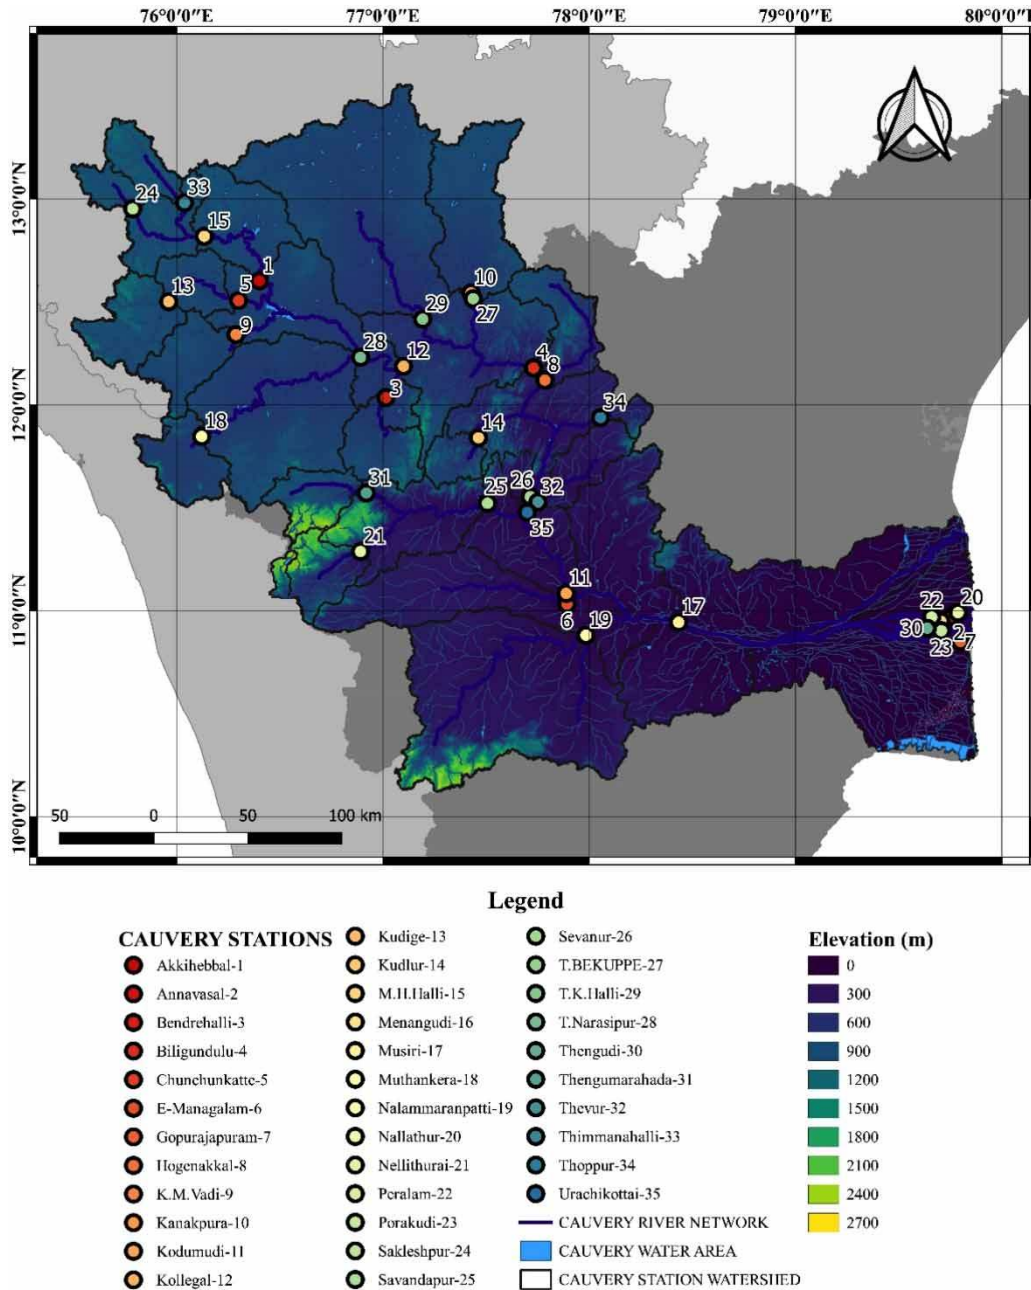 76°0'0"E 77°0'0"E 78°0'0"E 79°0'0"E 80°0'0"E
13°0'0"N
12°0'0"N
11°0'0"N
10°0'0"N
24
33
15
1
13
5
9
10
27
29
28
12
4
8
3
18
14
34
31
25
26
32
35
21
11
6
19
17
22
20
30
2
23
7
50 0 50 100 km
Legend
CAUVERY STATIONS
Akkihebbal-1
Annavasal-2
Bendrehalli-3
Biligundulu-4
Chunchunkatte-5
E-Managalam-6
Gopurajapuram-7
Hogenakkal-8
K.M.Vadi-9
Kanakpura-10
Kodumudi-11
Kollegal-12
Kudige-13
Kudlur-14
M.H.Halli-15
Menangudi-16
Musiri-17
Muthankera-18
Nalammaranpatti-19
Nallathur-20
Nellithurai-21
Peralam-22
Porakudi-23
Sakleshpur-24
Savandapur-25
Sevanur-26
T.BEKUPPE-27
T.K.Halli-29
T.Narasipur-28
Thengudi-30
Thengumarahada-31
Thevur-32
Thimmanahalli-33
Thoppur-34
Urachikottai-35
CAUVERY RIVER NETWORK
CAUVERY WATER AREA
CAUVERY STATION WATERSHED
Elevation (m)
0
300
600
900
1200
1500
1800
2100
2400
2700